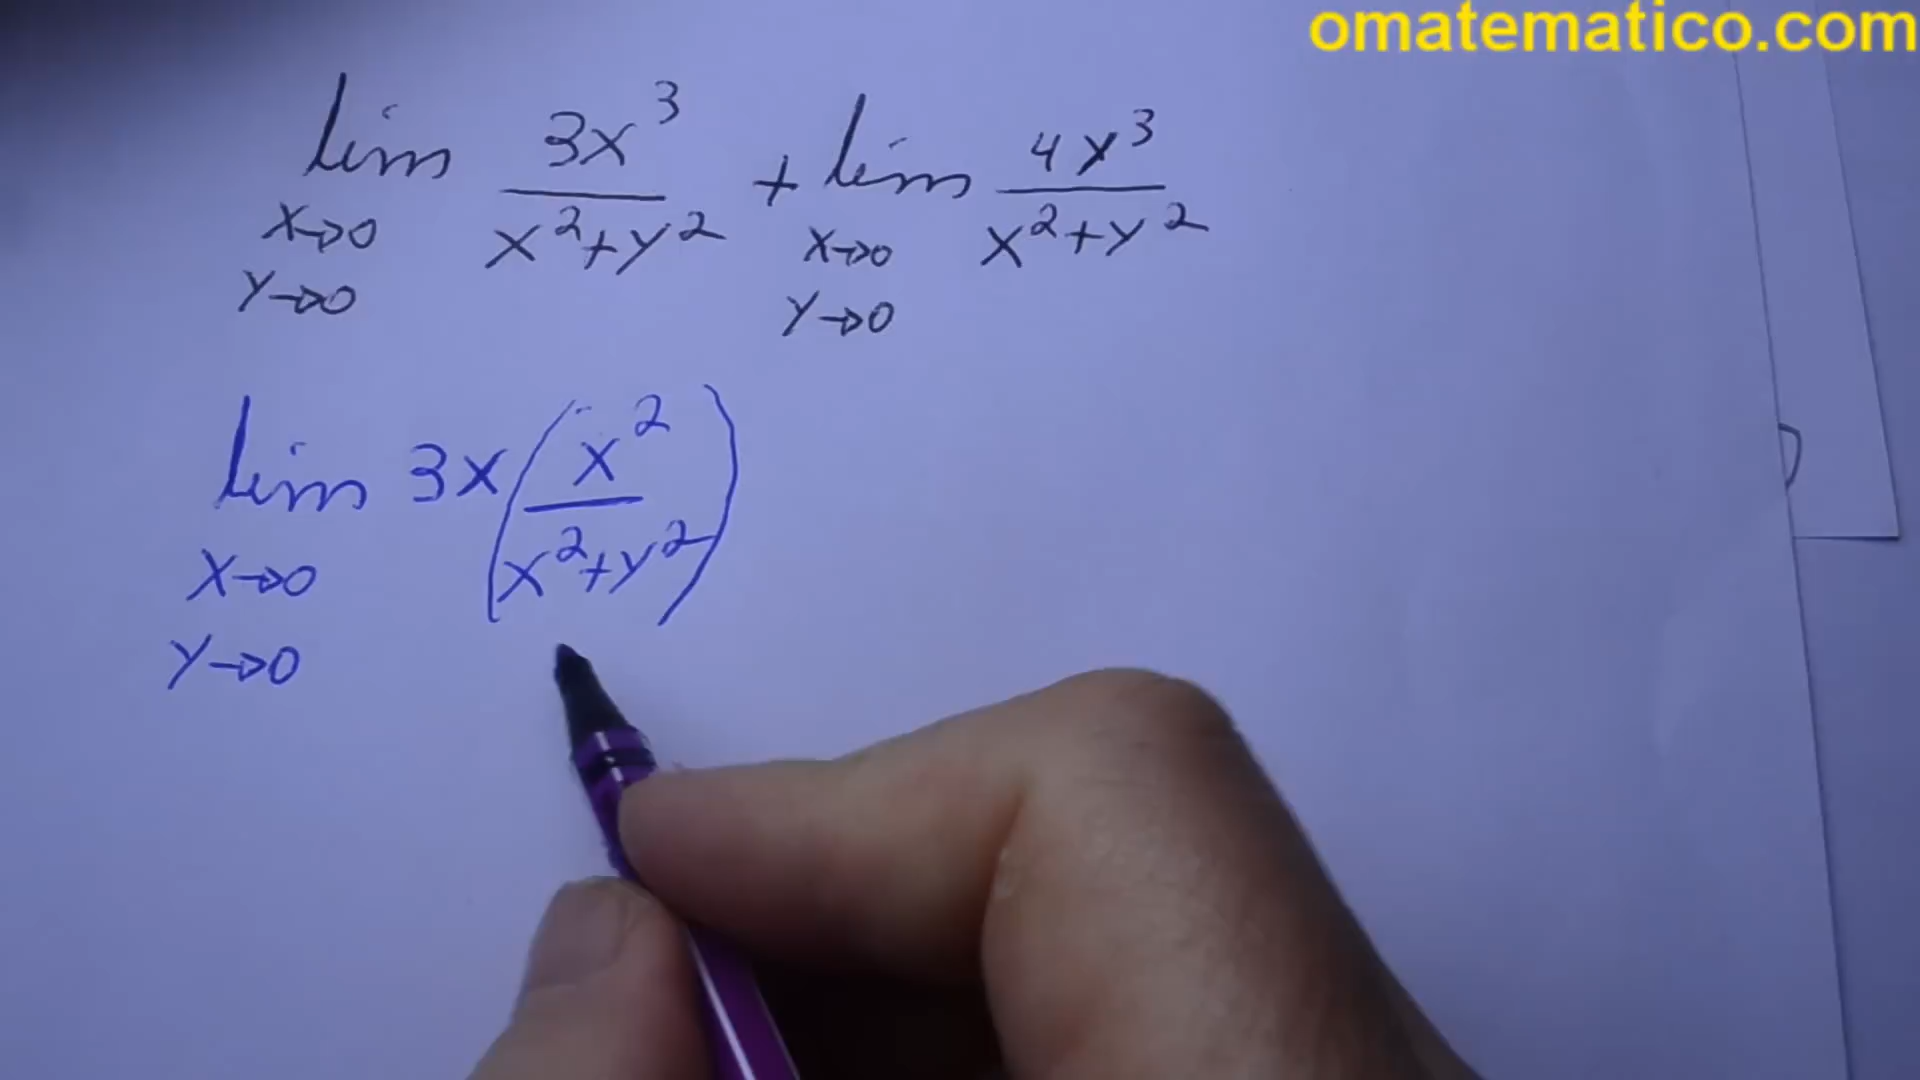 omatematico.com
lim 3x³/(x²+y²) + lim 4y³/(x²+y²)
x→0 x→0
y→0 y→0
lim 3x(x²/(x²+y²))
x→0
y→0